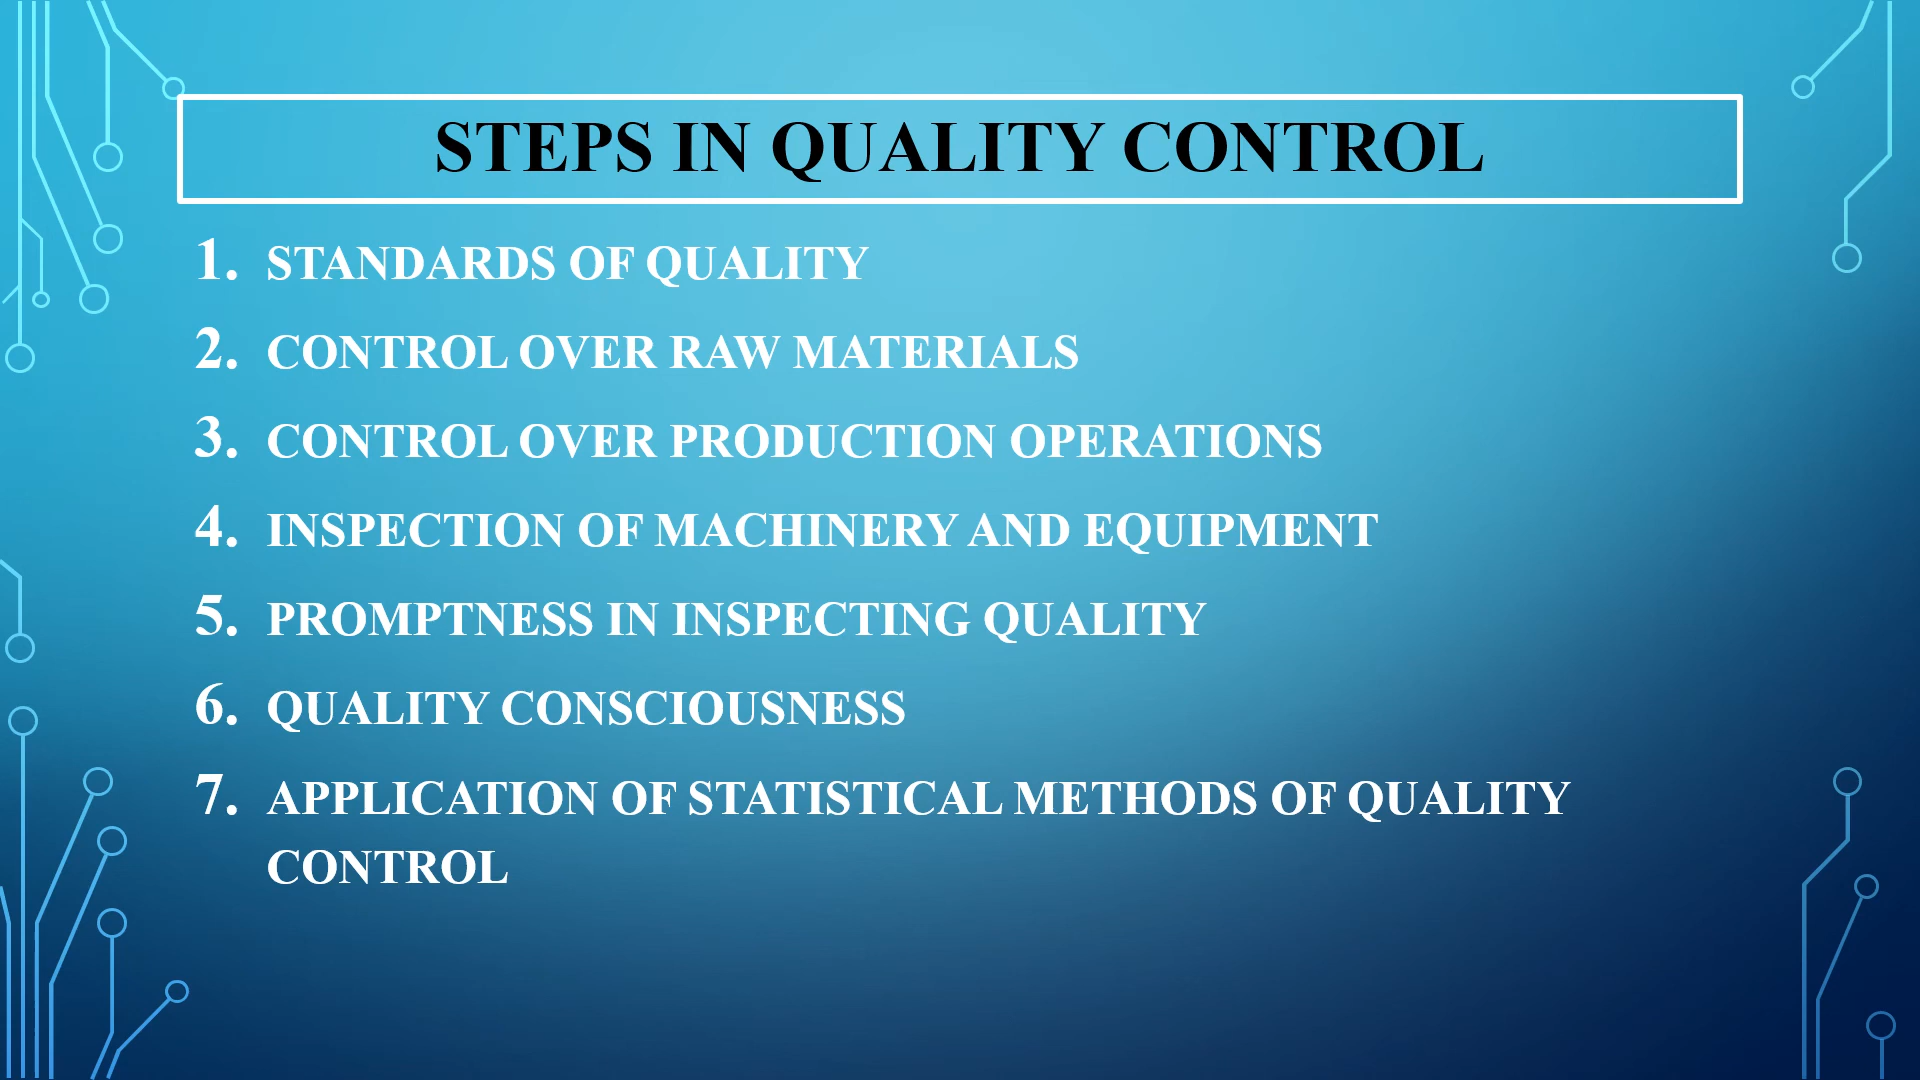 STEPS IN QUALITY CONTROL
1. STANDARDS OF QUALITY
2. CONTROL OVER RAW MATERIALS
3. CONTROL OVER PRODUCTION OPERATIONS
4. INSPECTION OF MACHINERY AND EQUIPMENT
5. PROMPTNESS IN INSPECTING QUALITY
6. QUALITY CONSCIOUSNESS
7. APPLICATION OF STATISTICAL METHODS OF QUALITY
CONTROL